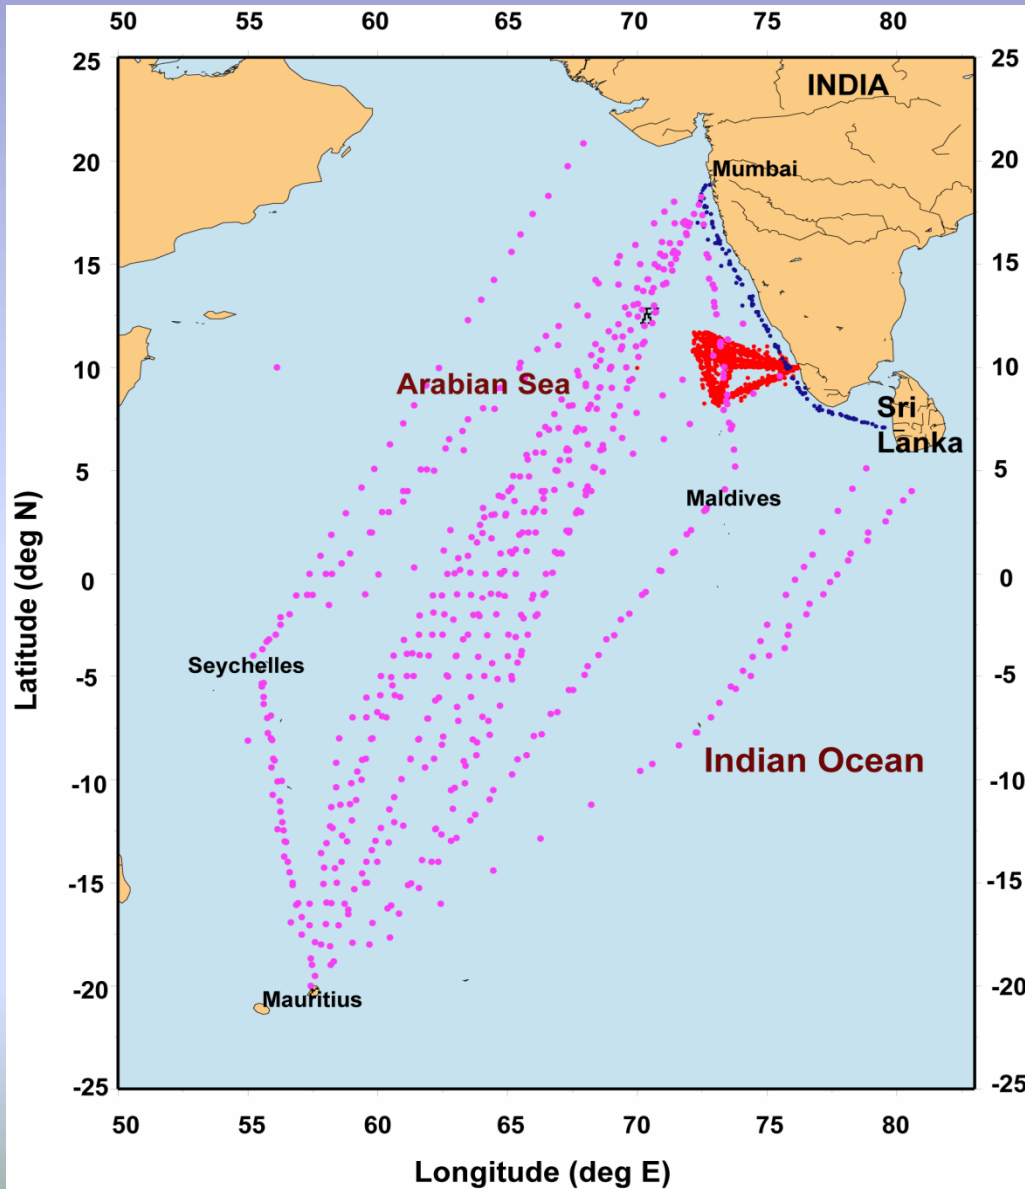 50 55 60 65 70 75 80
25 INDIA 25
20 Mumbai 20
15 15
10 10
Arabian Sea
Sri
Lanka
5 5
Maldives
0 0
Seychelles
-5 -5
Indian Ocean
-10 -10
-15 -15
-20 Mauritius -20
-25 -25
50 55 60 65 70 75 80
Longitude (deg E)
Latitude (deg N)